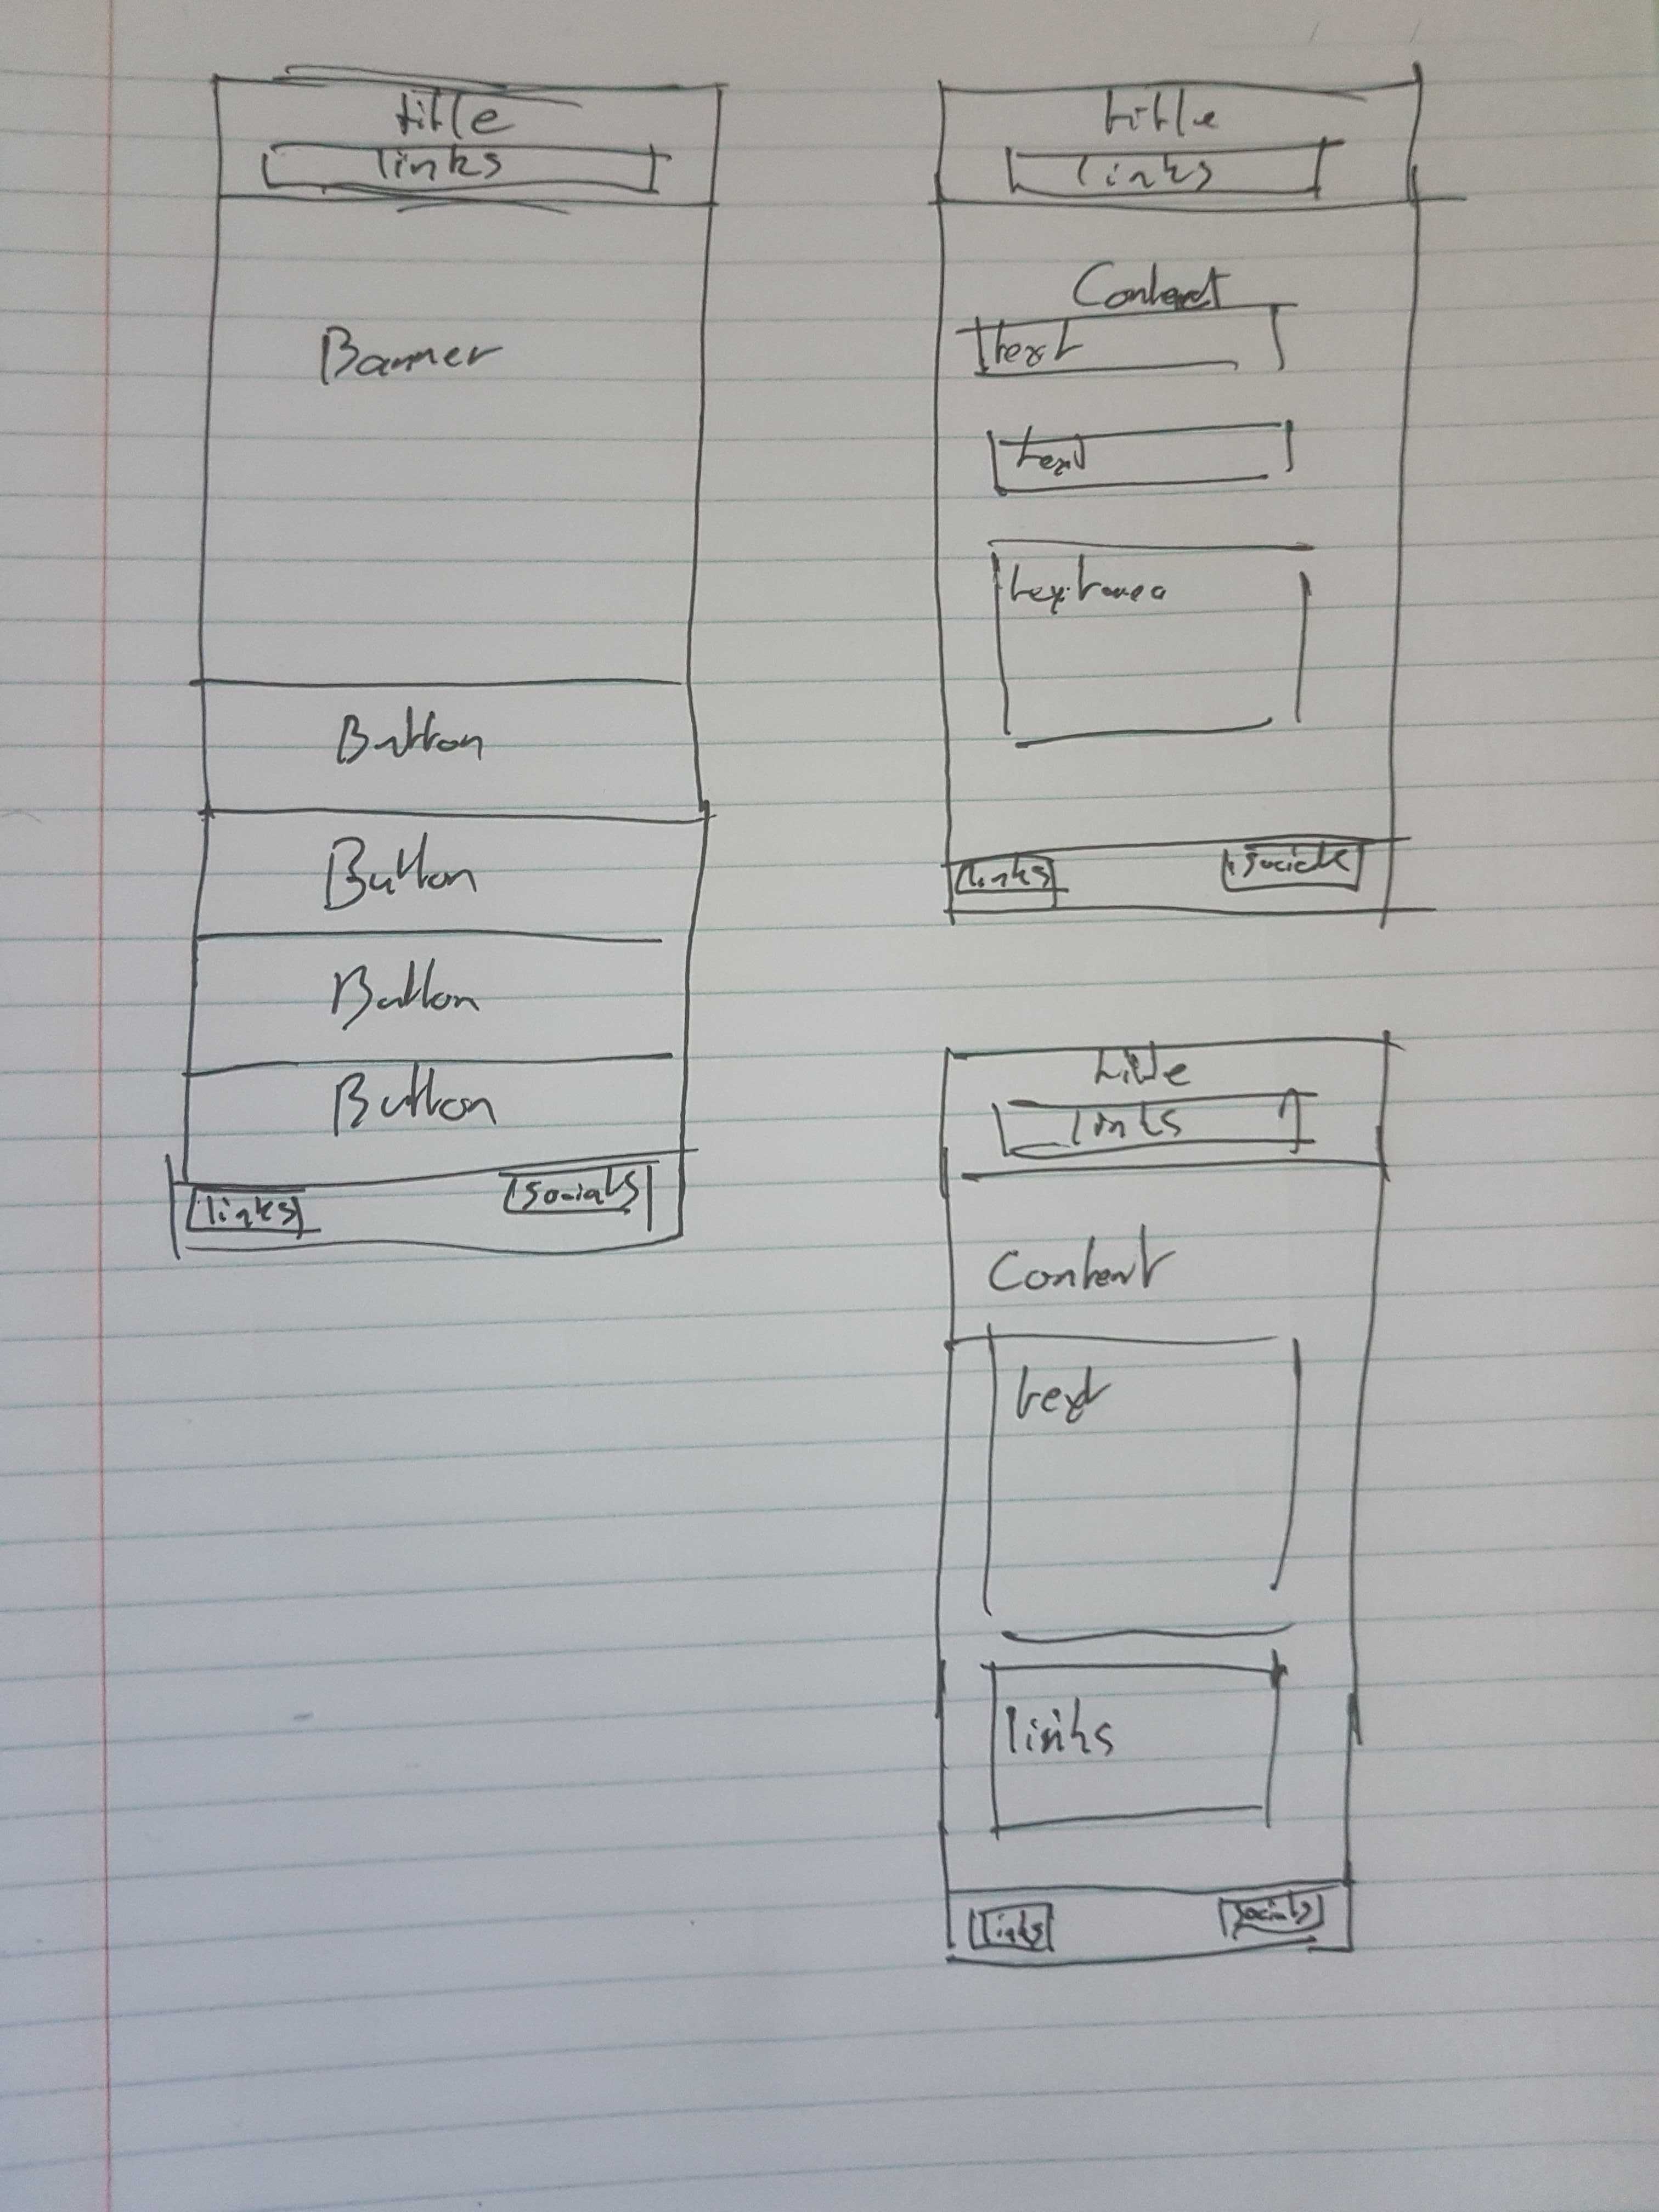 title
links
Banner
Button
Button
Button
Button
links
socials
title
links
Content
text
text
textarea
links
socials
title
links
Content
text
links
links
socials